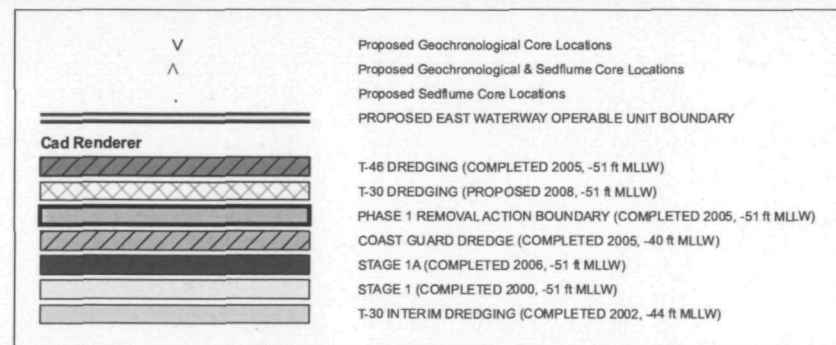 Proposed Geochronological Core Locations
Proposed Geochronological & Sedflume Core Locations
Proposed Sedflume Core Locations
PROPOSED EAST WATERWAY OPERABLE UNIT BOUNDARY
Cad Renderer
T-46 DREDGING (COMPLETED 2005, -51 ft MLLW)
T-30 DREDGING (PROPOSED 2008, -51 ft MLLW)
PHASE 1 REMOVAL ACTION BOUNDARY (COMPLETED 2005, -51 ft MLLW)
COAST GUARD DREDGE (COMPLETED 2005, -40 ft MLLW)
STAGE 1A (COMPLETED 2006, -51 ft MLLW)
STAGE 1 (COMPLETED 2000, -51 ft MLLW)
T-30 INTERIM DREDGING (COMPLETED 2002, -44 ft MLLW)